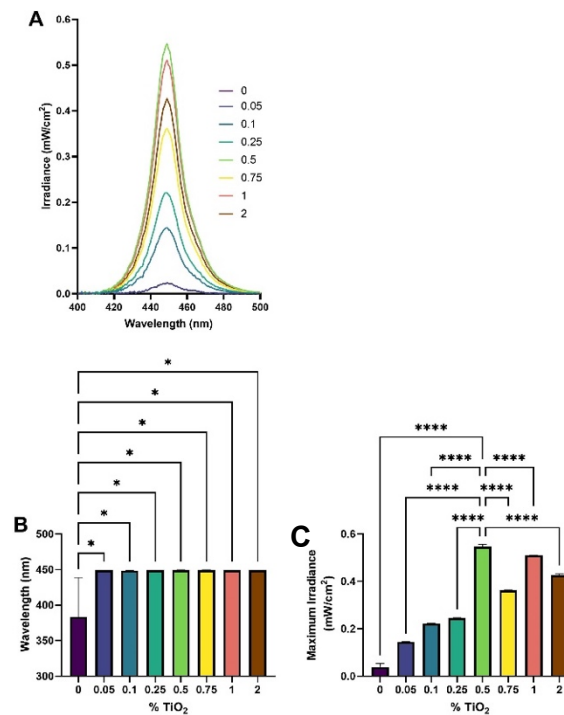 A
0.6
0.5
0.4
0.3
0.2
0.1
0.0
Irradiance (mW/cm²)
400 420 440 460 480 500
Wavelength (nm)
0
0.05
0.1
0.25
0.5
0.75
1
2
B
*
*
*
*
*
*
*
500
450
400
350
300
Wavelength (nm)
0 0.05 0.1 0.25 0.5 0.75 1 2
% TiO₂
C
****
**** ****
**** ****
**** ****
0.6
0.4
0.2
0.0
Maximum Irradiance
(mW/cm²)
0 0.05 0.1 0.25 0.5 0.75 1 2
% TiO₂